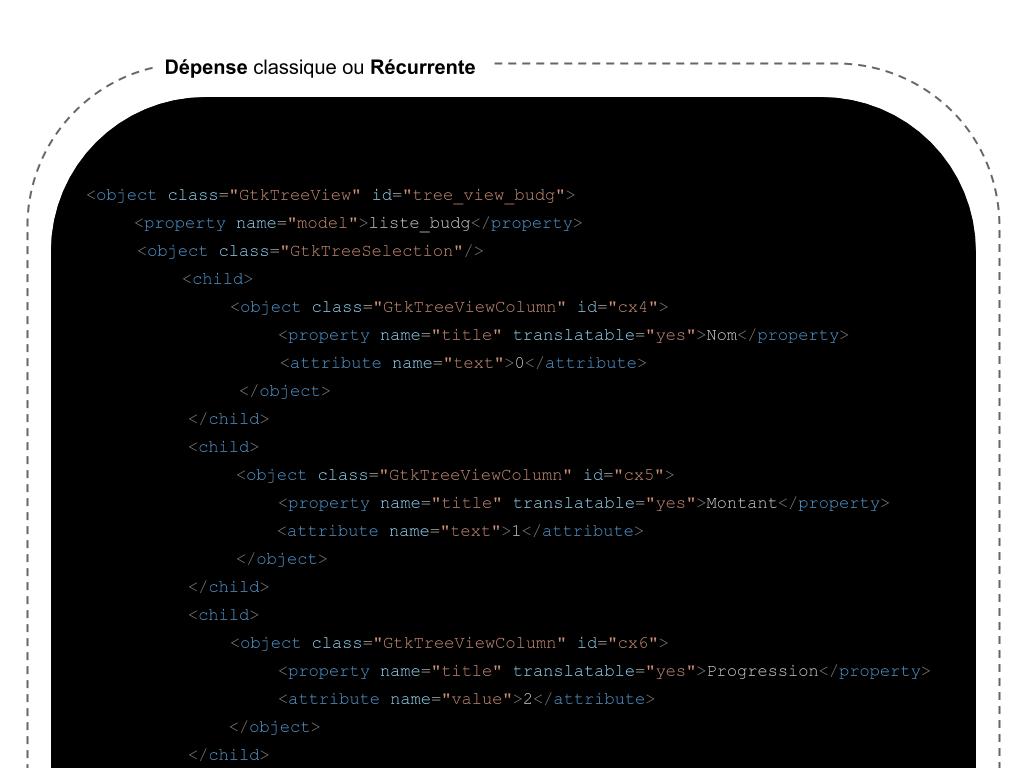 Dépense classique ou Récurrente
<object class="GtkTreeView" id="tree_view_budg">
<property name="model">liste_budg</property>
<object class="GtkTreeSelection"/>
<child>
<object class="GtkTreeViewColumn" id="cx4">
<property name="title" translatable="yes">Nom</property>
<attribute name="text">0</attribute>
</object>
</child>
<child>
<object class="GtkTreeViewColumn" id="cx5">
<property name="title" translatable="yes">Montant</property>
<attribute name="text">1</attribute>
</object>
</child>
<child>
<object class="GtkTreeViewColumn" id="cx6">
<property name="title" translatable="yes">Progression</property>
<attribute name="value">2</attribute>
</object>
</child>